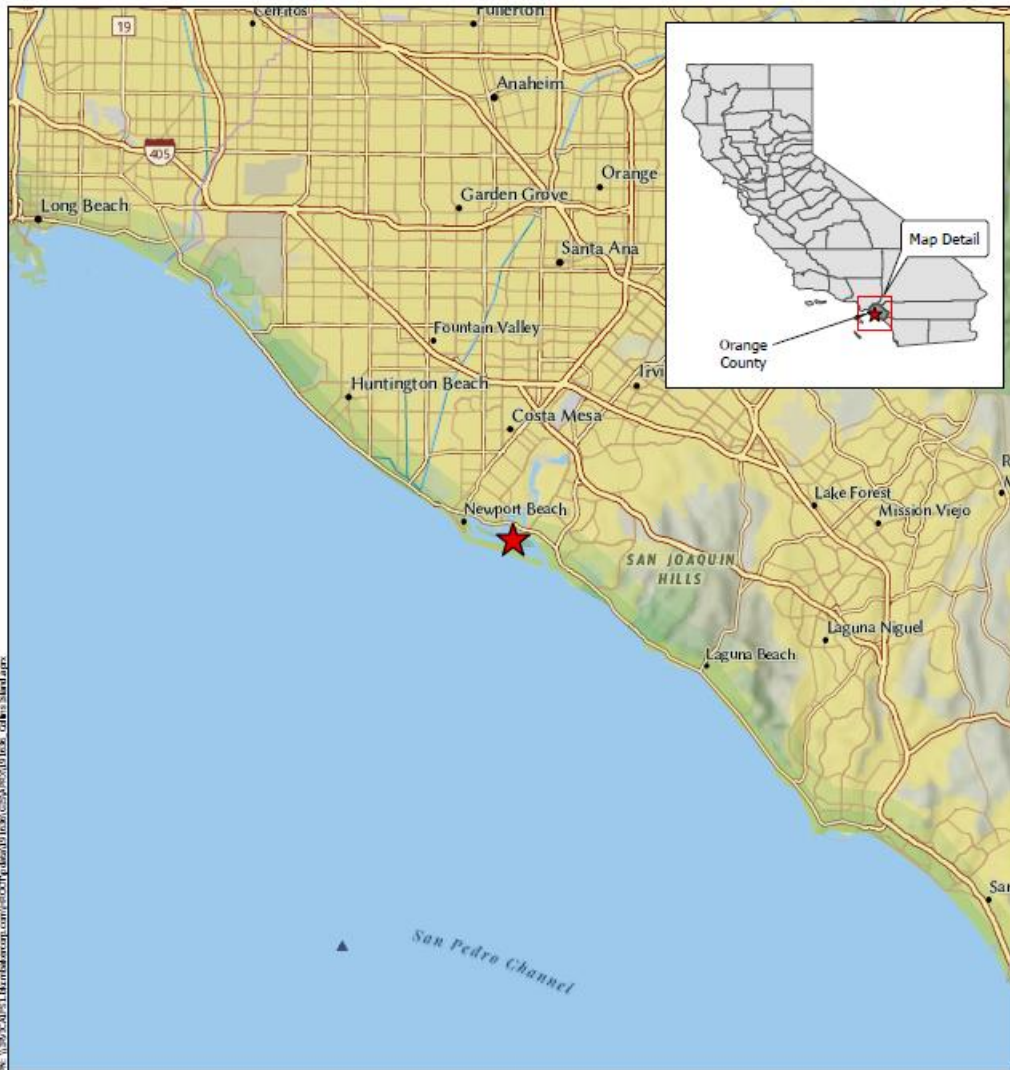 Cerritos
Fullerton
19
Anaheim
405
Orange
Garden Grove
Long Beach
Santa Ana
Map Detail
Orange
County
Fountain Valley
Huntington Beach
Irvi
Costa Mesa
Lake Forest
Mission Viejo
Newport Beach
SAN JOAQUIN
HILLS
Laguna Niguel
Laguna Beach
San
San Pedro Channel